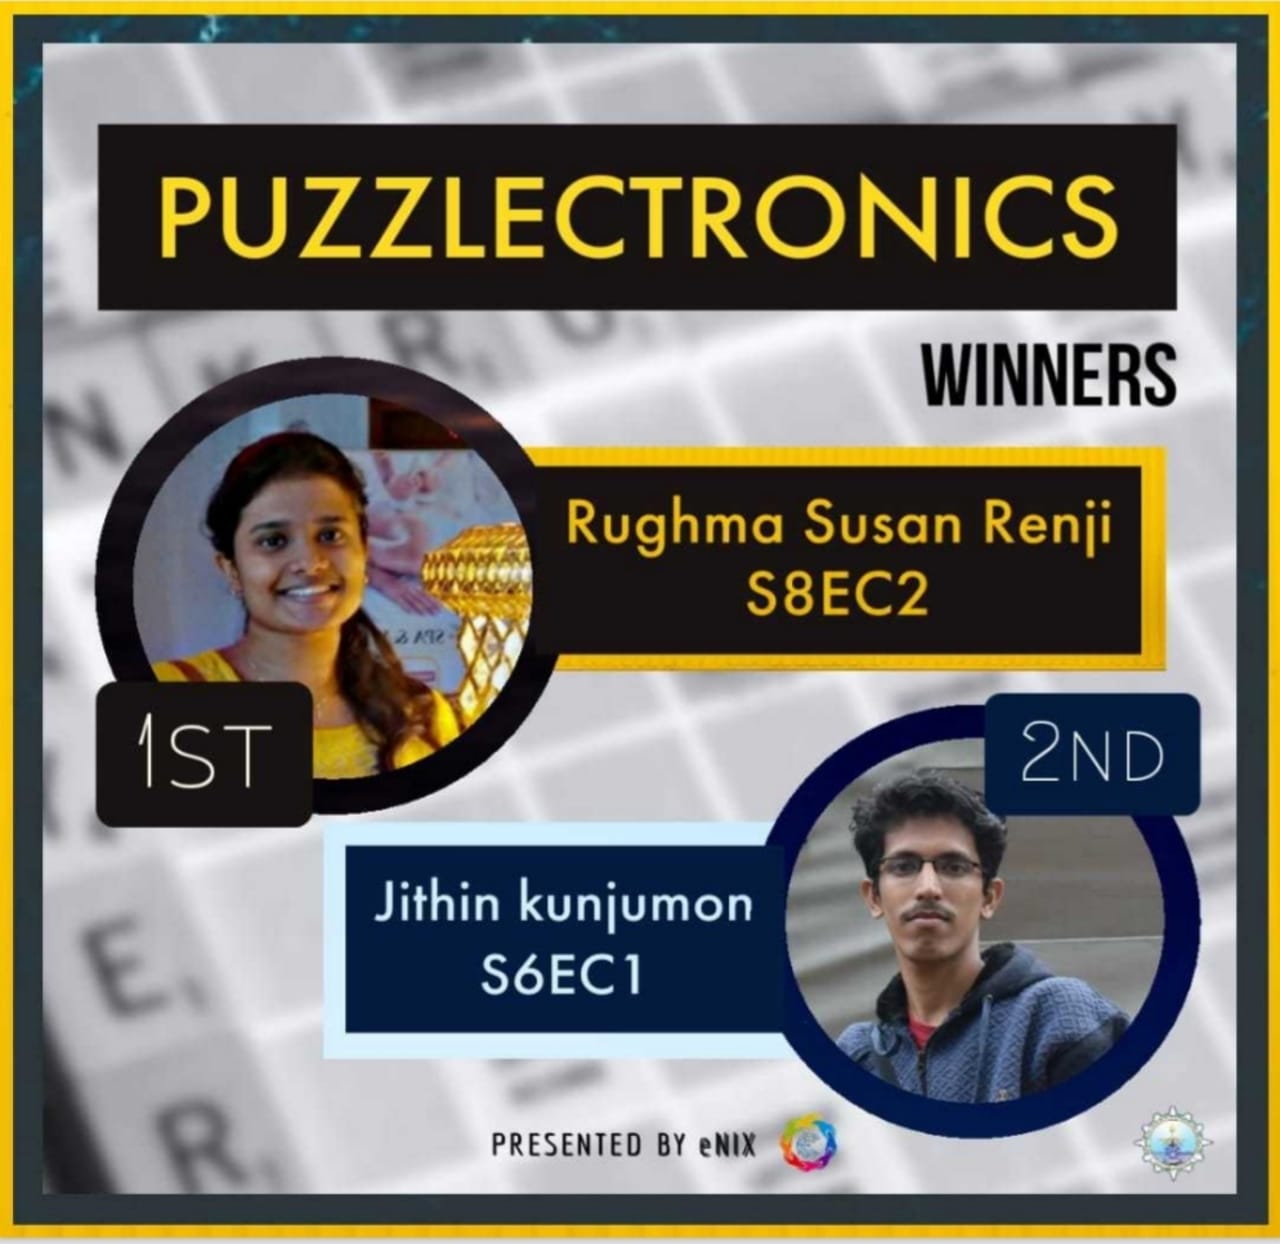 PUZZLECTRONICS
WINNERS
Rughma Susan Renji
S8EC2
1ST
2ND
Jithin kunjumon
S6EC1
PRESENTED BY eNIX